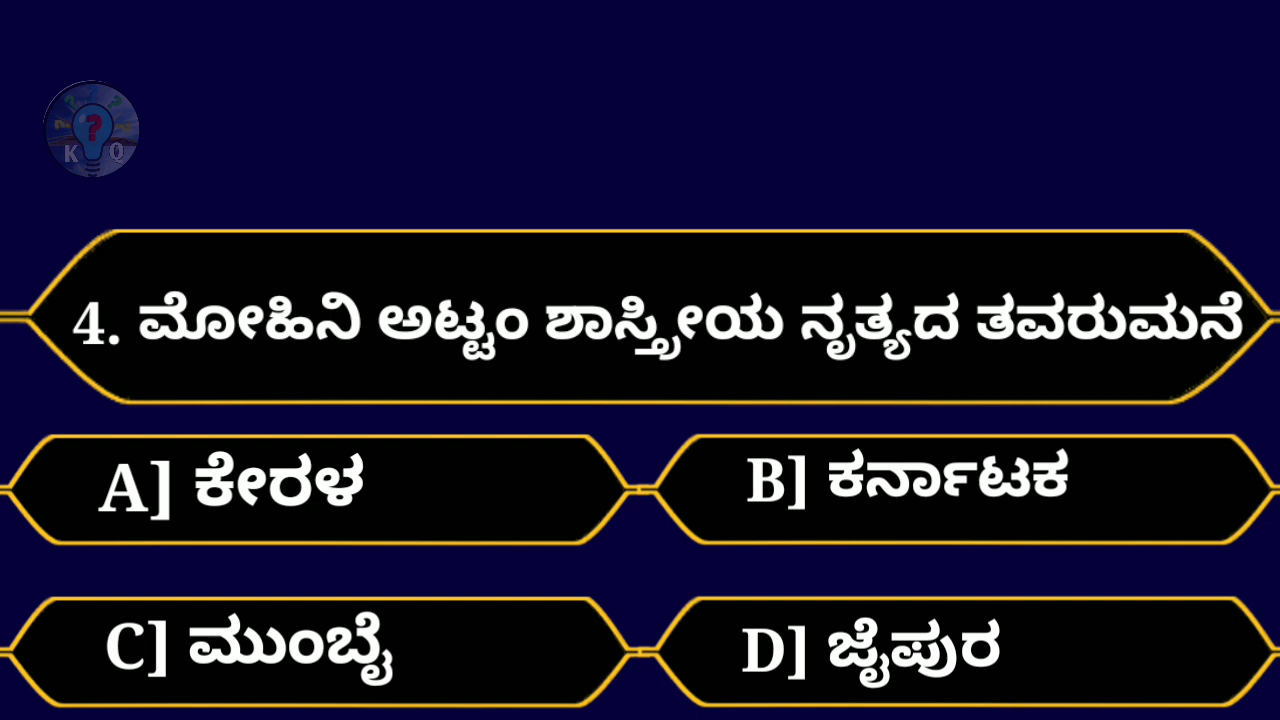 K Q
4. ಮೋಹಿನಿ ಅಟ್ಟಂ ಶಾಸ್ತ್ರೀಯ ನೃತ್ಯದ ತವರುಮನೆ
A] ಕೇರಳ
B] ಕರ್ನಾಟಕ
C] ಮುಂಬೈ
D] ಜೈಪುರ